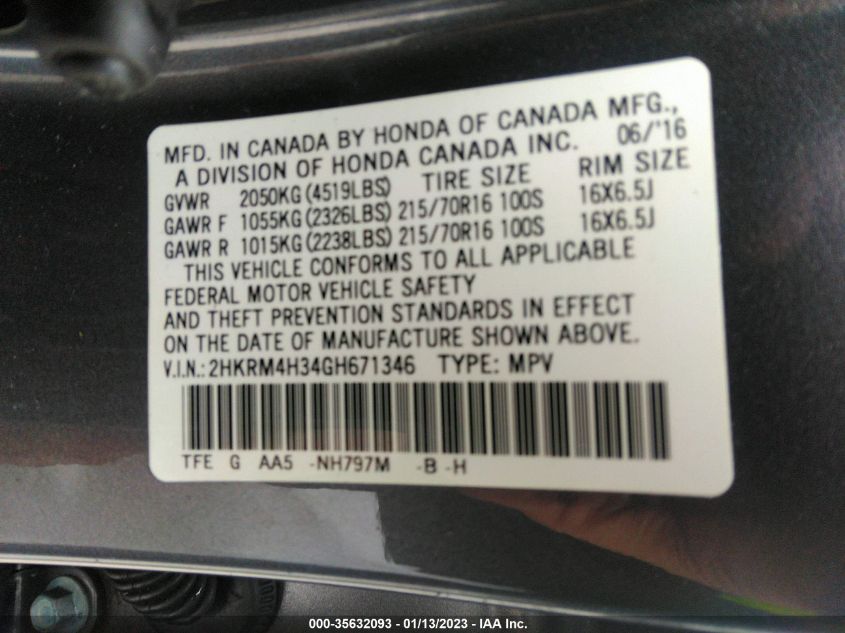 MFD. IN CANADA BY HONDA OF CANADA MFG.,
A DIVISION OF HONDA CANADA INC. 06/'16
GVWR 2050KG (4519LBS) TIRE SIZE RIM SIZE
GAWR F 1055KG (2326LBS) 215/70R16 100S 16X6.5J
GAWR R 1015KG (2238LBS) 215/70R16 100S 16X6.5J
THIS VEHICLE CONFORMS TO ALL APPLICABLE
FEDERAL MOTOR VEHICLE SAFETY
AND THEFT PREVENTION STANDARDS IN EFFECT
ON THE DATE OF MANUFACTURE SHOWN ABOVE.
V.I.N.: 2HKRM4H34GH671346 TYPE: MPV
TFE G AA5 -NH797M -B -H
000-35632093 - 01/13/2023 - IAA Inc.